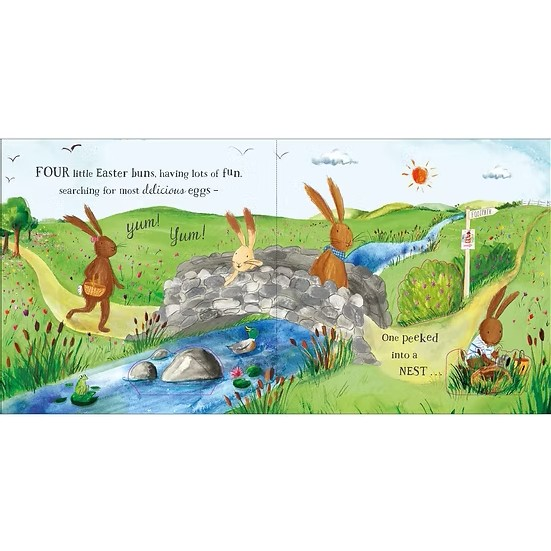 FOUR little Easter buns, having lots of fun,
searching for most delicious eggs –
yum!
Yum!
FOOTPATH
One peeked
into a
NEST ...